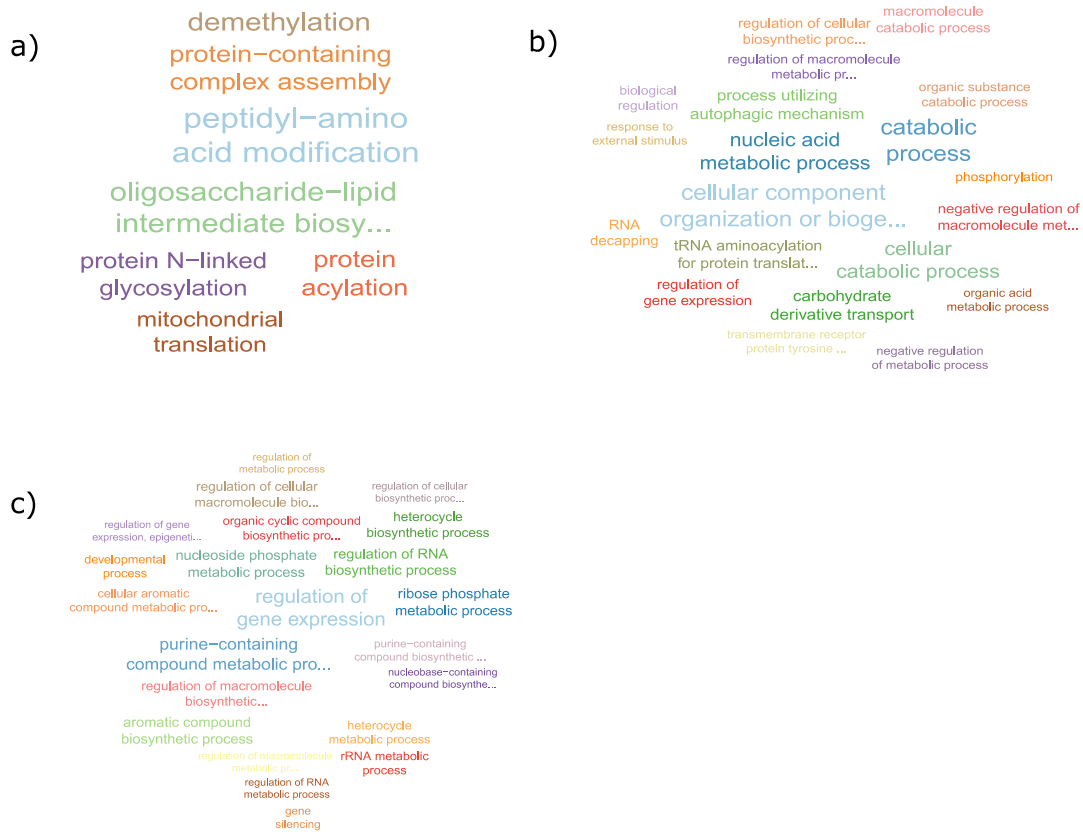 a)
demethylation
protein−containing
complex assembly
peptidyl−amino
acid modification
oligosaccharide−lipid
intermediate biosy...
protein N−linked
glycosylation
protein
acylation
mitochondrial
translation
b)
macromolecule
catabolic process
regulation of cellular
biosynthetic proc...
regulation of macromolecule
metabolic pr...
biological
regulation
process utilizing
autophagic mechanism
organic substance
catabolic process
response to
external stimulus
nucleic acid
metabolic process
catabolic
process
phosphorylation
cellular component
organization or bioge...
negative regulation of
macromolecule met...
RNA
decapping
tRNA aminoacylation
for protein translat...
cellular
catabolic process
regulation of
gene expression
carbohydrate
derivative transport
organic acid
metabolic process
transmembrane receptor
protein tyrosine ...
negative regulation
of metabolic process
c)
regulation of
metabolic process
regulation of cellular
macromolecule bio...
regulation of cellular
biosynthetic proc...
regulation of gene
expression, epigeneti...
organic cyclic compound
biosynthetic pro...
heterocycle
biosynthetic process
developmental
process
nucleoside phosphate
metabolic process
regulation of RNA
biosynthetic process
cellular aromatic
compound metabolic pro...
regulation of
gene expression
ribose phosphate
metabolic process
purine−containing
compound metabolic pro...
purine−containing
compound biosynthetic ...
nucleobase−containing
compound biosynthe...
regulation of macromolecule
biosynthetic...
aromatic compound
biosynthetic process
heterocycle
metabolic process
regulation of macromolecule
metabolic pr...
rRNA metabolic
process
regulation of RNA
metabolic process
gene
silencing